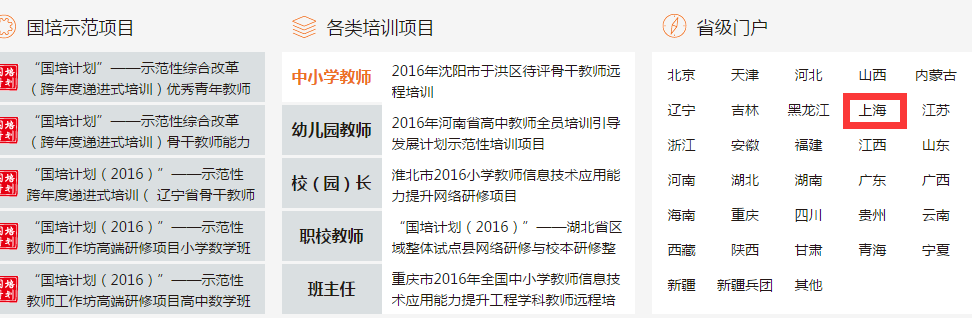 国培示范项目
“国培计划”——示范性综合改革
（跨年度递进式培训）优秀青年教师
“国培计划”——示范性综合改革
（跨年度递进式培训）骨干教师能力
“国培计划（2016）”——示范性
跨年度递进式培训（ 辽宁省骨干教师
“国培计划（2016）”——示范性
教师工作坊高端研修项目小学数学班
“国培计划（2016）”——示范性
教师工作坊高端研修项目高中数学班
各类培训项目
中小学教师
2016年沈阳市于洪区待评骨干教师远
程培训
幼儿园教师
2016年河南省高中教师全员培训引导
发展计划示范性培训项目
校（园）长
淮北市2016小学教师信息技术应用能
力提升网络研修项目
职校教师
“国培计划（2016）”——湖北省区
域整体试点县网络研修与校本研修整
班主任
重庆市2016年全国中小学教师信息技
术应用能力提升工程学科教师远程培
省级门户
北京 天津 河北 山西 内蒙古
辽宁 吉林 黑龙江 上海 江苏
浙江 安徽 福建 江西 山东
河南 湖北 湖南 广东 广西
海南 重庆 四川 贵州 云南
西藏 陕西 甘肃 青海 宁夏
新疆 新疆兵团 其他